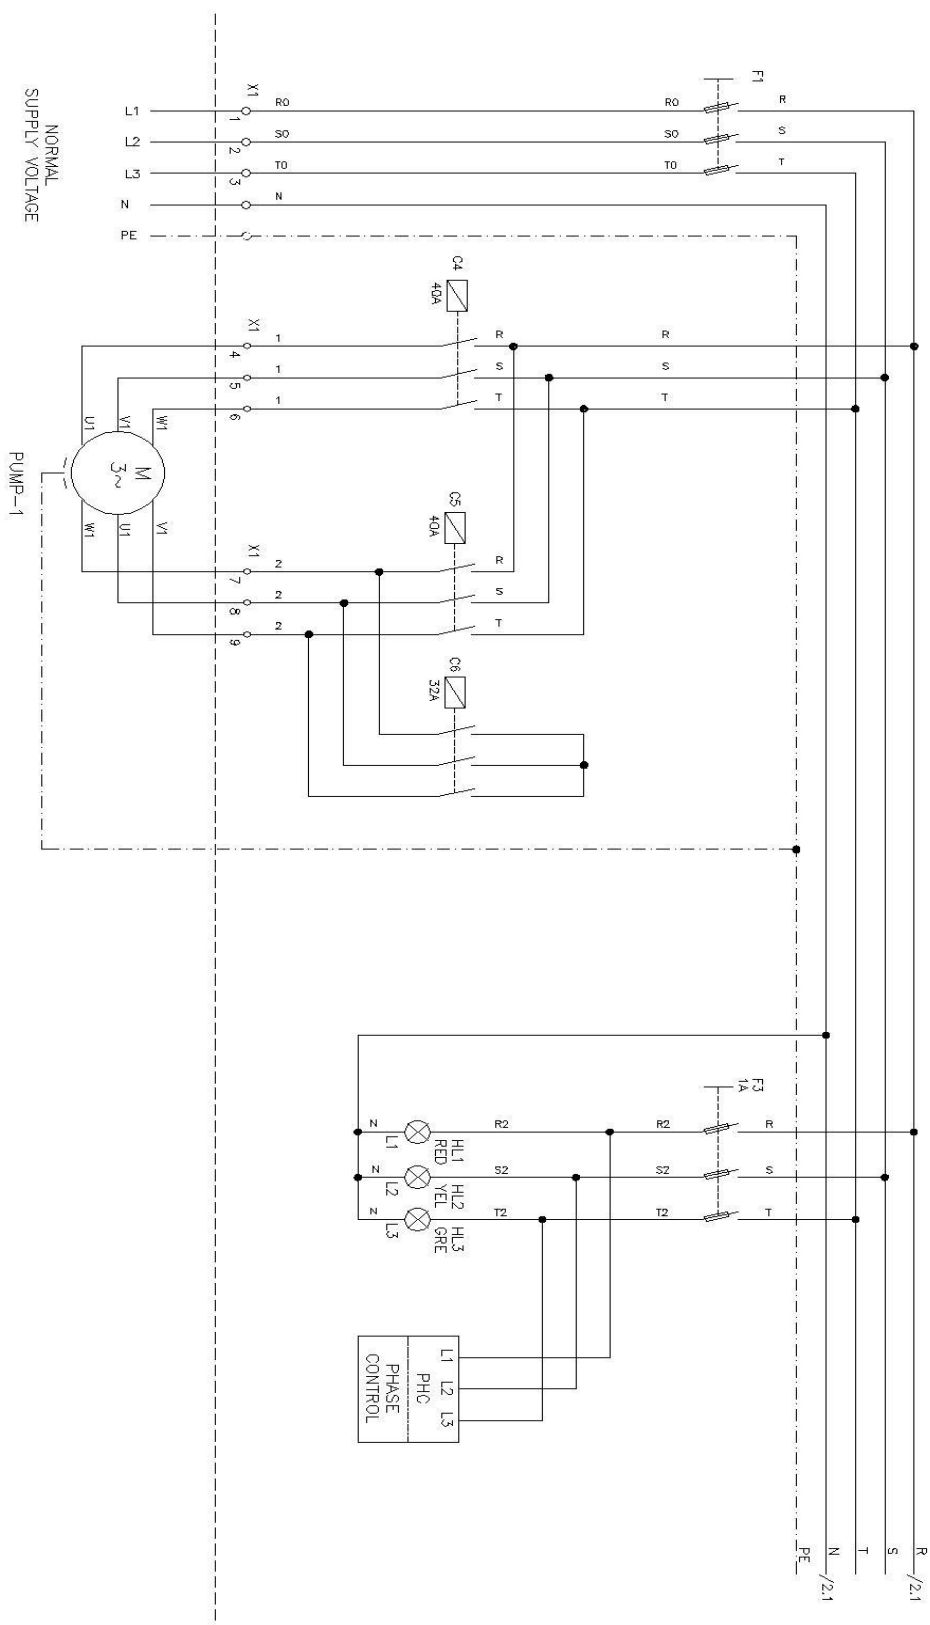 F1
X1
L1
R0
R0
R
1
L2
S0
S0
S
2
L3
T0
T0
T
3
N
N
PE
NORMAL
SUPPLY VOLTAGE
C4
40A
X1
1
R
R
4
1
S
S
5
1
T
T
6
U1
V1
W1
M
3~
PUMP-1
W1
U1
V1
C5
40A
X1
2
R
7
2
S
8
2
T
9
C6
32A
F3
1A
N
L1
HL1
RED
R2
R2
R
N
L2
HL2
YEL
S2
S2
S
N
L3
HL3
GRE
T2
T2
T
L1
L2
L3
PHC
PHASE
CONTROL
PE
N
T
S
R
/2.1
/2.1